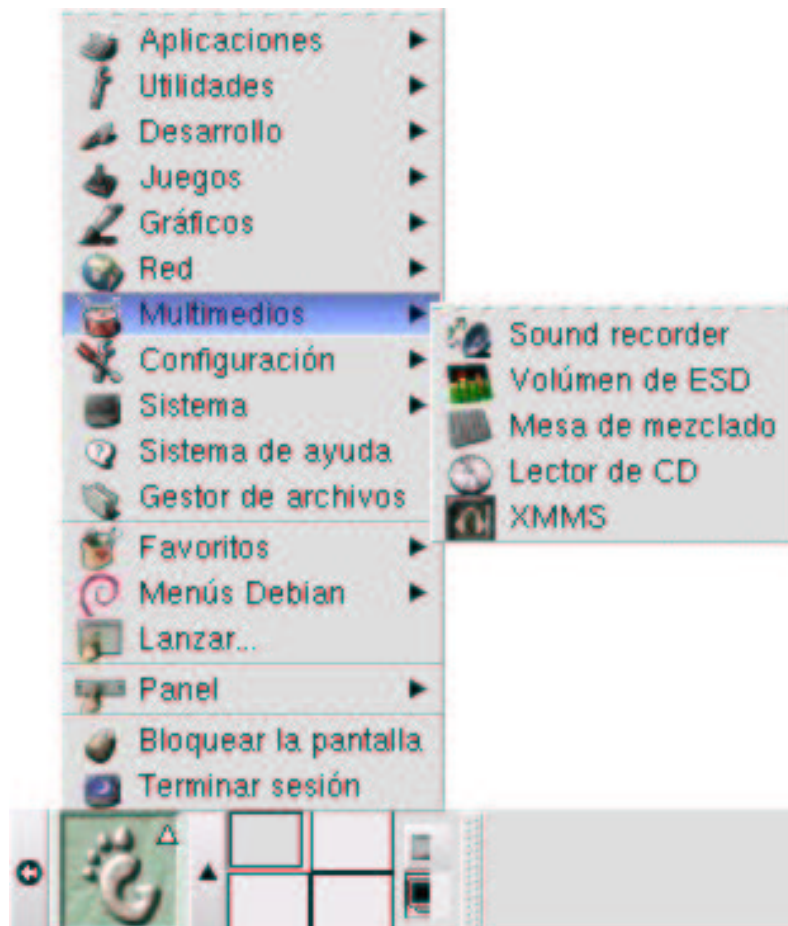 Aplicaciones
Utilidades
Desarrollo
Juegos
Gráficos
Red
Multimedios
Configuración
Sistema
Sistema de ayuda
Gestor de archivos
Favoritos
Menús Debian
Lanzar...
Panel
Bloquear la pantalla
Terminar sesión
Sound recorder
Volúmen de ESD
Mesa de mezclado
Lector de CD
XMMS